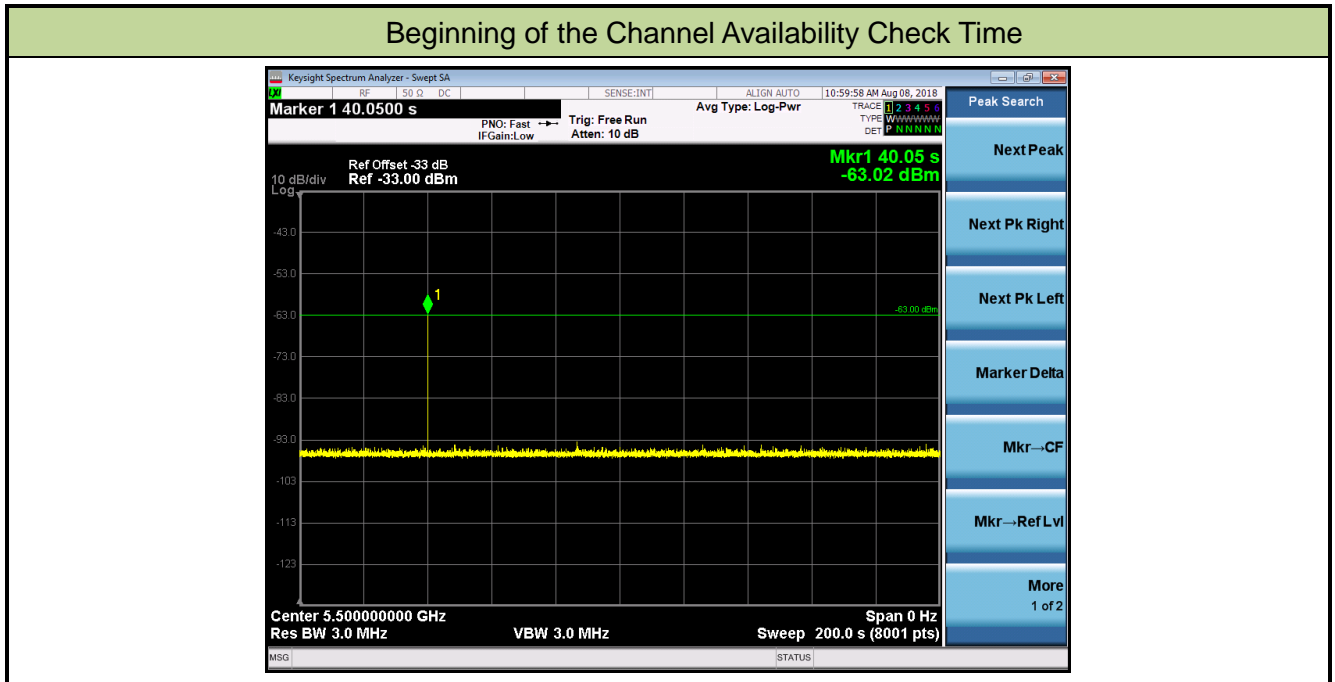 Beginning of the Channel Availability Check Time
Keysight Spectrum Analyzer - Swept SA
LXI RF 50 Ω DC SENSE:INT ALIGN AUTO 10:59:58 AM Aug 08, 2018
Marker 1 40.0500 s
PNO: Fast
IFGain:Low
Trig: Free Run
Atten: 10 dB
Avg Type: Log-Pwr
TRACE 1 2 3 4 5 6
TYPE WWWWWW
DET P N N N N N
Peak Search
Ref Offset -33 dB
10 dB/div Ref -33.00 dBm
Log
Mkr1 40.05 s
-63.02 dBm
Next Peak
-43.0
Next Pk Right
-53.0
1
Next Pk Left
-63.0
-63.00 dBm
-73.0
Marker Delta
-83.0
-93.0
Mkr→CF
-103
-113
Mkr→Ref Lvl
-123
More
1 of 2
Center 5.500000000 GHz Span 0 Hz
Res BW 3.0 MHz VBW 3.0 MHz Sweep 200.0 s (8001 pts)
MSG STATUS